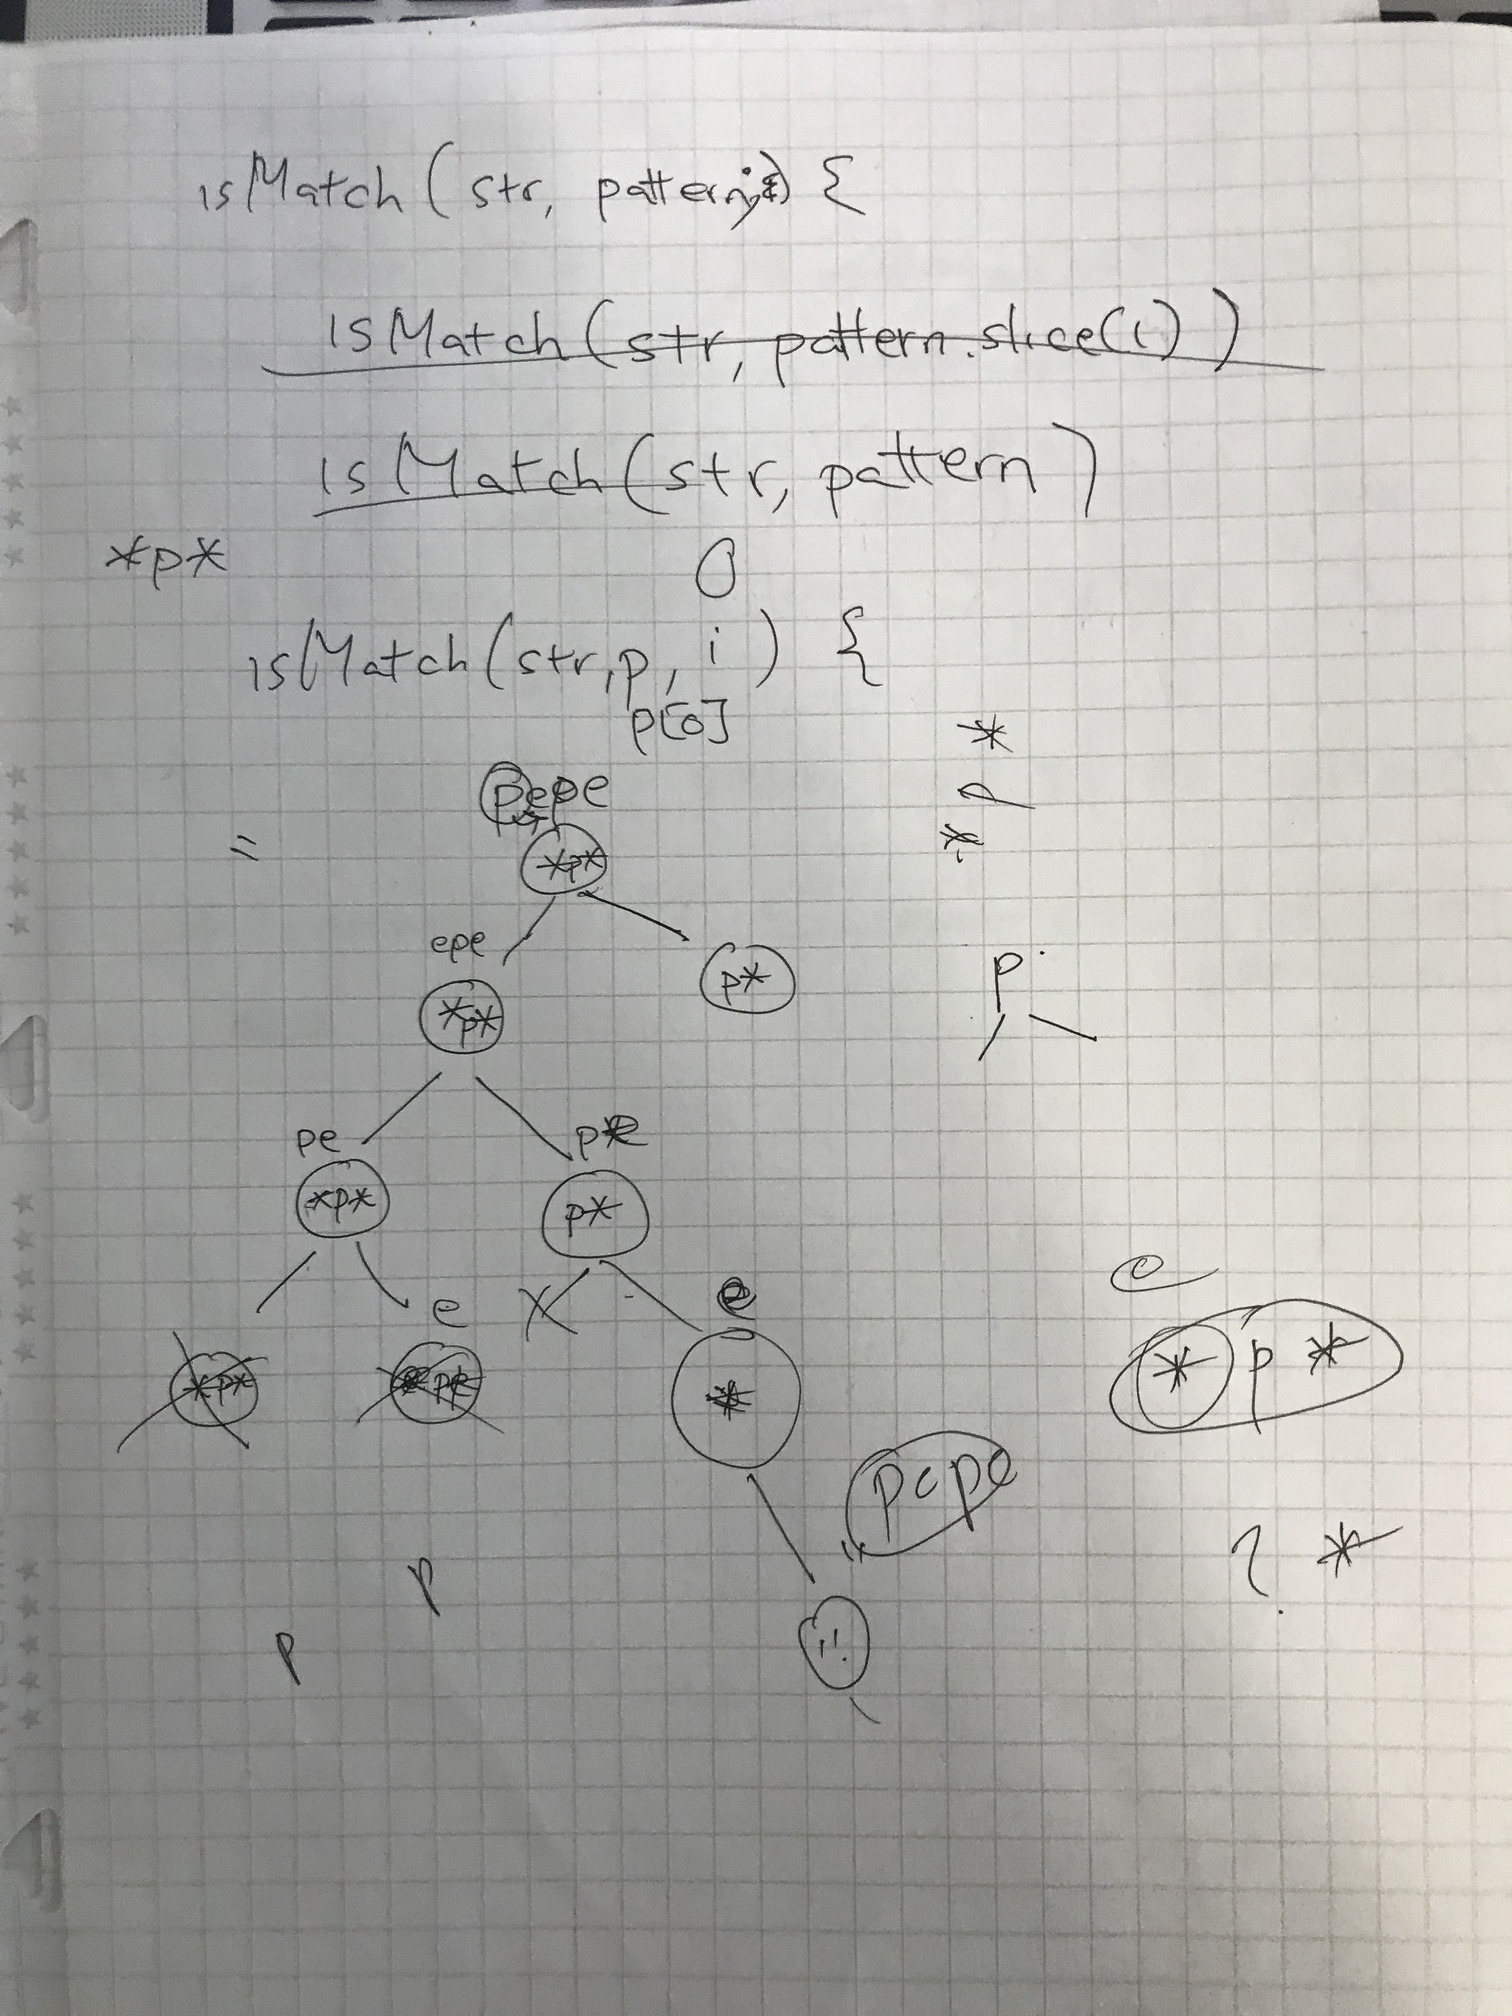 isMatch(str, pattern, i) {
isMatch(str, pattern.slice(1))
isMatch(str, pattern)
*p*
0
isMatch(str, p, i) {
p[0]
*
p
*
pepe
=
*p*
epe
p*
p
*p*
pe
*p*
p*
e
X
e
e
*p*
*
* p *
pepe
? *
p
p